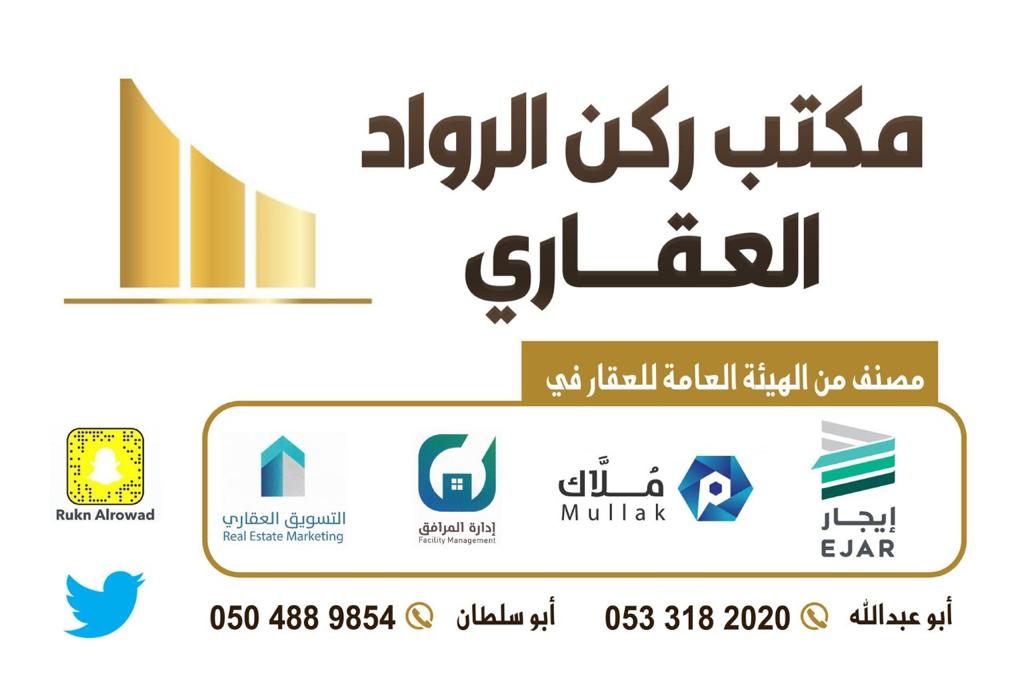 مكتب ركن الرواد
العقـــاري
مصنف من الهيئة العامة للعقار في
إيجار
EJAR
مُلَّاك
Mullak
إدارة المرافق
Facility Management
التسويق العقاري
Real Estate Marketing
Rukn Alrowad
أبو عبدالله 053 318 2020
أبو سلطان 050 488 9854